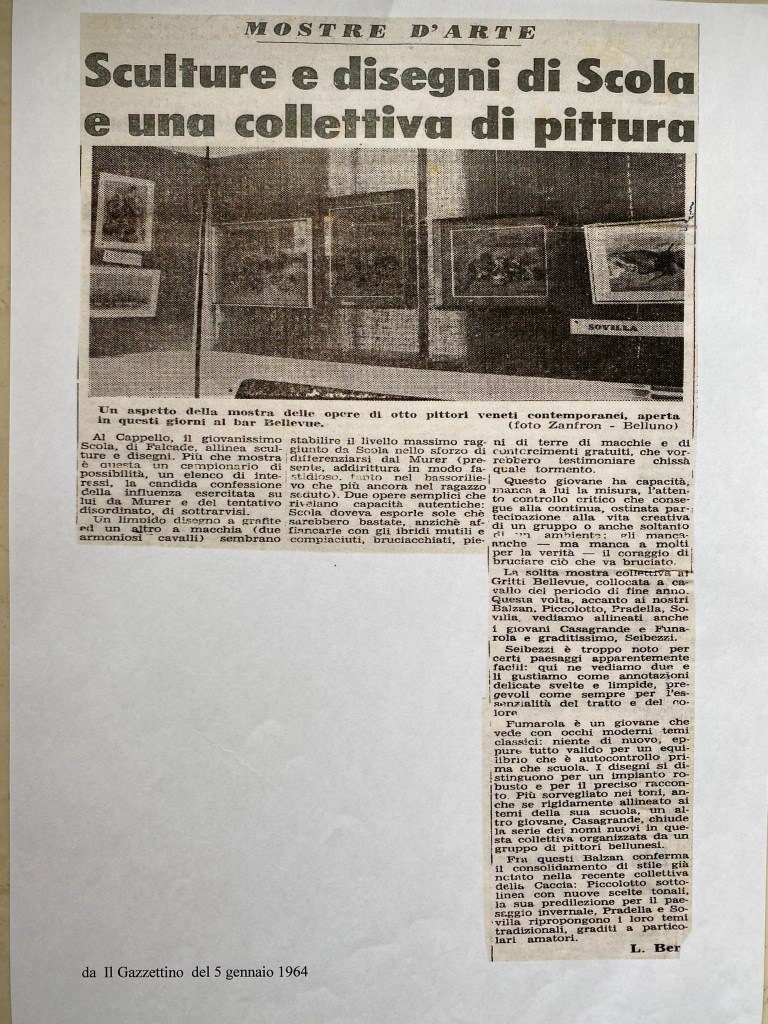 MOSTRE D'ARTE
Sculture e disegni di Scola
e una collettiva di pittura
SOVILLA
Un aspetto della mostra delle opere di otto pittori veneti contemporanei, aperta
in questi giorni al bar Bellevue.
(foto Zanfron - Belluno)
Al Cappello, il giovanissimo
Scola, di Falcade, allinea scul-
ture e disegni. Più che mostra
è questa un campionario di
possibilità, un elenco di inte-
ressi, la candida confessione
della influenza esercitata su
lui da Murer e del tentativo
disordinato, di sottrarvisi.
Un limpido disegno a grafite
ed un altro a macchia (due
armoniosi cavalli) sembrano
stabilire il livello massimo rag-
giunto da Scola nello sforzo di
differenziarsi dal Murer (pre-
sente, addirittura in modo fa-
stidioso, tanto nel bassorilie-
vo che più ancora nel ragazzo
seduto). Due opere semplici che
rivelano capacità autentiche:
Scola doveva esporle sole chè
sarebbero bastate, anzichè af-
fiancarle con gli ibridi mutili e
compiaciuti, bruciacchiati, pie-
ni di terre di macchie e di
contorcimenti gratuiti, che vor-
rebbero testimoniare chissà
quale tormento.
Questo giovane ha capacità,
manca a lui la misura, l'atten-
to controllo critico che conse-
gue alla continua, ostinata par-
tecipazione alla vita creativa
di un gruppo o anche soltanto
di un ambiente: gli manca
anche — ma manca a molti
per la verità — il coraggio di
bruciare ciò che va bruciato.
La solita mostra collettiva al
Gritti Bellevue, collocata a ca-
vallo del periodo di fine anno.
Questa volta, accanto ai nostri
Balzan, Piccolotto, Pradella, So-
villa, vediamo allineati anche
i giovani Casagrande e Funa-
rola e graditissimo, Seibezzi.
Seibezzi è troppo noto per
certi paesaggi apparentemente
facili: qui ne vediamo due e
li gustiamo come annotazioni
delicate svelte e limpide, pre-
gevoli come sempre per l'es-
senzialità del tratto e del co-
lore
Fumarola è un giovane che
vede con occhi moderni temi
classici: niente di nuovo, ep-
pure tutto valido per un equi-
librio che è autocontrollo pri-
ma che scuola. I disegni si di-
stinguono per un impianto ro-
busto e per il preciso raccon-
to. Più sorvegliato nei toni, an-
che se rigidamente allineato ai
temi della sua scuola, un al-
tro giovane, Casagrande, chiude
la serie dei nomi nuovi in que-
sta collettiva organizzata da un
gruppo di pittori bellunesi.
Fra questi Balzan conferma
il consolidamento di stile già
notato nella recente collettiva
della Caccia: Piccolotto sotto-
linea con nuove scelte tonali,
la sua predilezione per il pae-
saggio invernale, Pradella e So-
villa ripropongono i loro temi
tradizionali, graditi a partico-
lari amatori.
L. Ber
da Il Gazzettino del 5 gennaio 1964